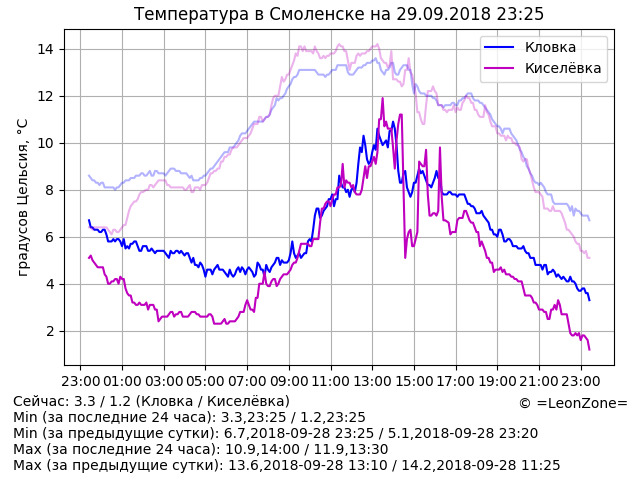 Температура в Смоленске на 29.09.2018 23:25
градусов Цельсия, °C
14
12
10
8
6
4
2
Кловка
Киселёвка
23:00 01:00 03:00 05:00 07:00 09:00 11:00 13:00 15:00 17:00 19:00 21:00 23:00
Сейчас: 3.3 / 1.2 (Кловка / Киселёвка)
© =LeonZone=
Min (за последние 24 часа): 3.3,23:25 / 1.2,23:25
Min (за предыдущие сутки): 6.7,2018-09-28 23:25 / 5.1,2018-09-28 23:20
Max (за последние 24 часа): 10.9,14:00 / 11.9,13:30
Max (за предыдущие сутки): 13.6,2018-09-28 13:10 / 14.2,2018-09-28 11:25